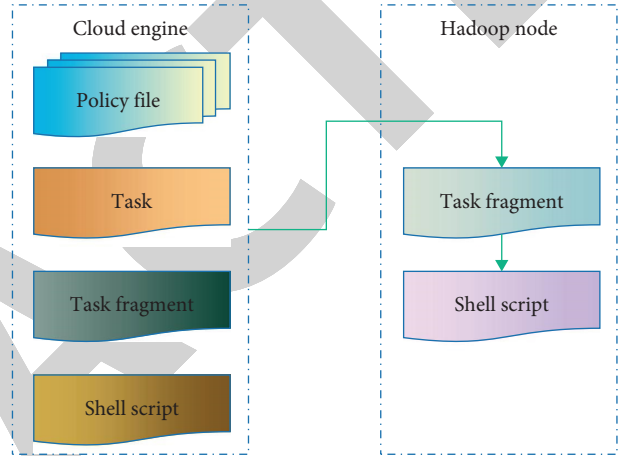 Cloud engine
Policy file
Task
Task fragment
Shell script
Hadoop node
Task fragment
Shell script